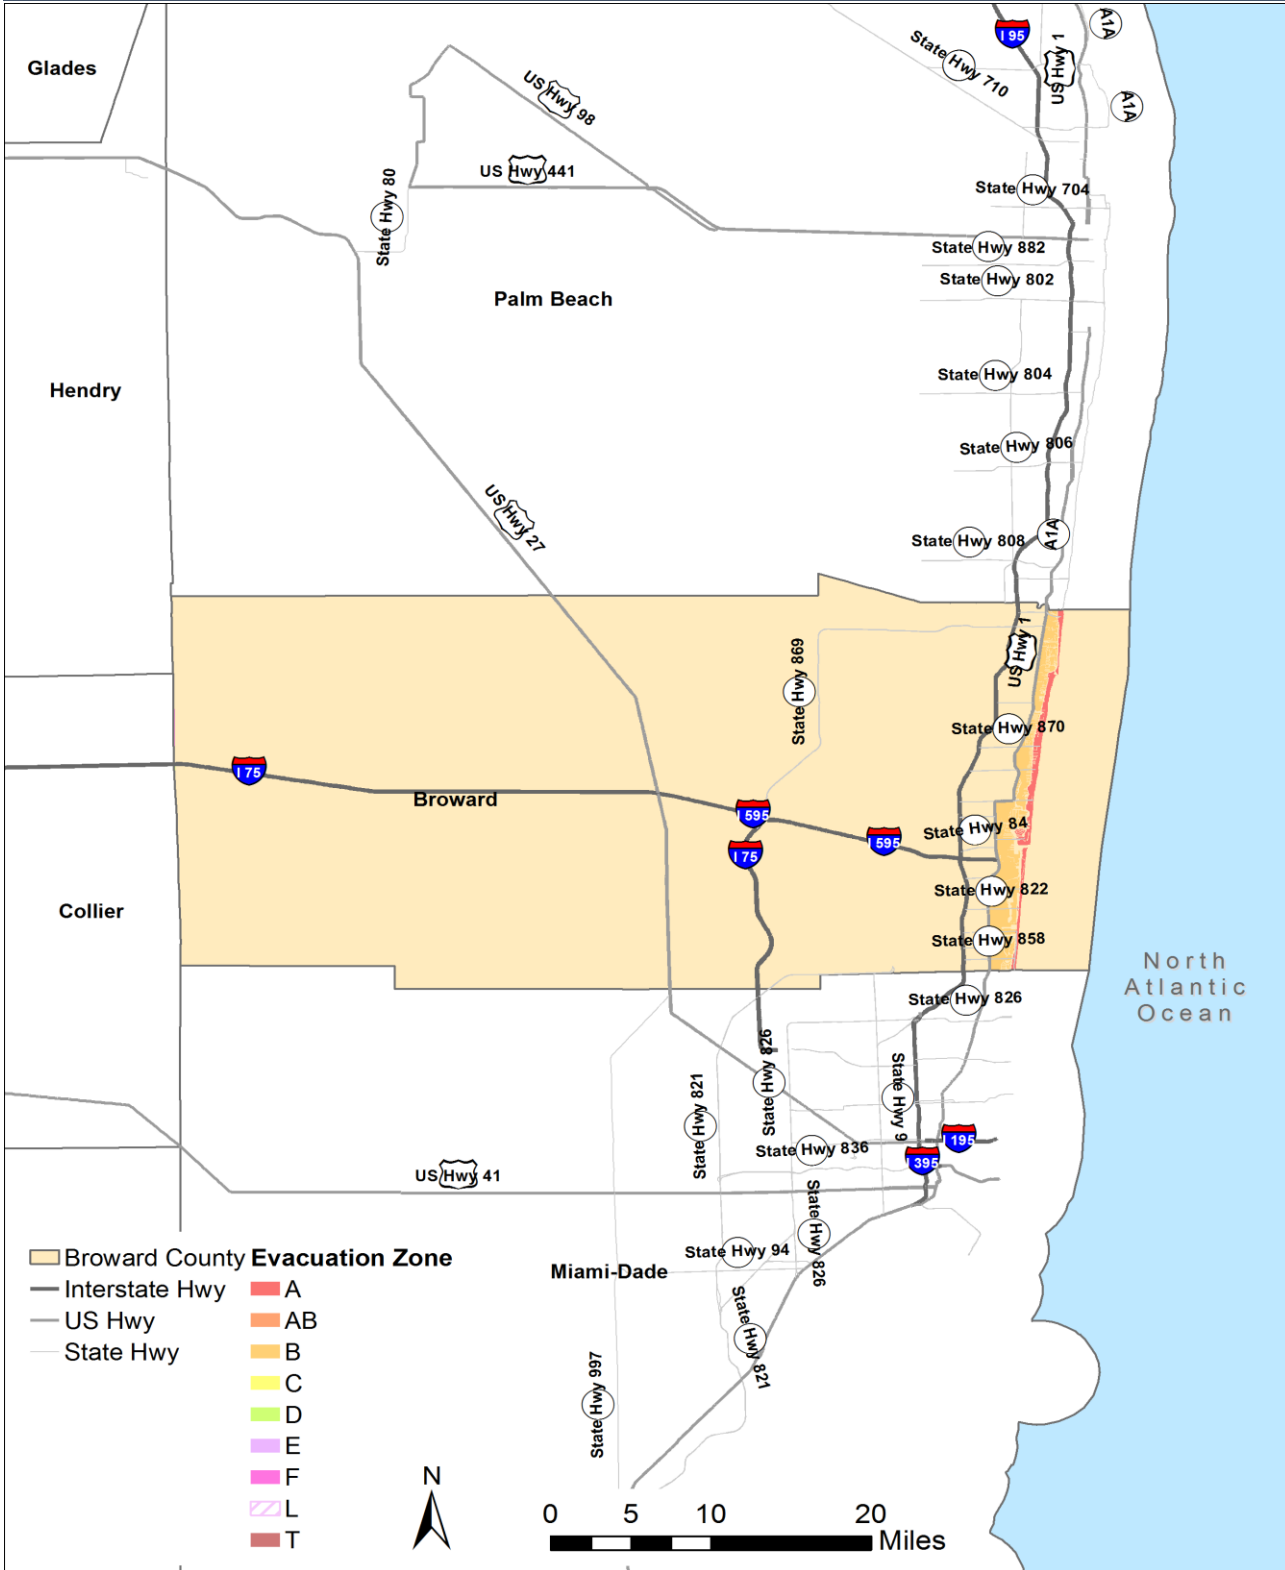 A1A
I 95
US Hwy 1
State Hwy 710
Glades
US Hwy 98
A1A
US Hwy 441
State Hwy 80
State Hwy 704
State Hwy 882
State Hwy 802
Palm Beach
State Hwy 804
Hendry
State Hwy 806
US Hwy 27
State Hwy 808
A1A
US Hwy 1
State Hwy 869
State Hwy 870
I 75
Broward
I 595
State Hwy 84
I 595
I 75
State Hwy 822
Collier
State Hwy 858
North
Atlantic
Ocean
State Hwy 826
State Hwy 826
State Hwy 9
State Hwy 821
I 195
State Hwy 836
I 395
US Hwy 41
State Hwy 826
State Hwy 94
Miami-Dade
State Hwy 821
State Hwy 997
Broward County
Interstate Hwy
US Hwy
State Hwy
Evacuation Zone
A
AB
B
C
D
E
F
L
T
N
0 5 10 20
Miles